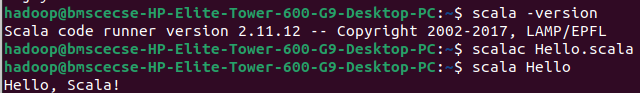 hadoop@bmscecse-HP-Elite-Tower-600-G9-Desktop-PC:~$ scala -version
Scala code runner version 2.11.12 -- Copyright 2002-2017, LAMP/EPFL
hadoop@bmscecse-HP-Elite-Tower-600-G9-Desktop-PC:~$ scalac Hello.scala
hadoop@bmscecse-HP-Elite-Tower-600-G9-Desktop-PC:~$ scala Hello
Hello, Scala!